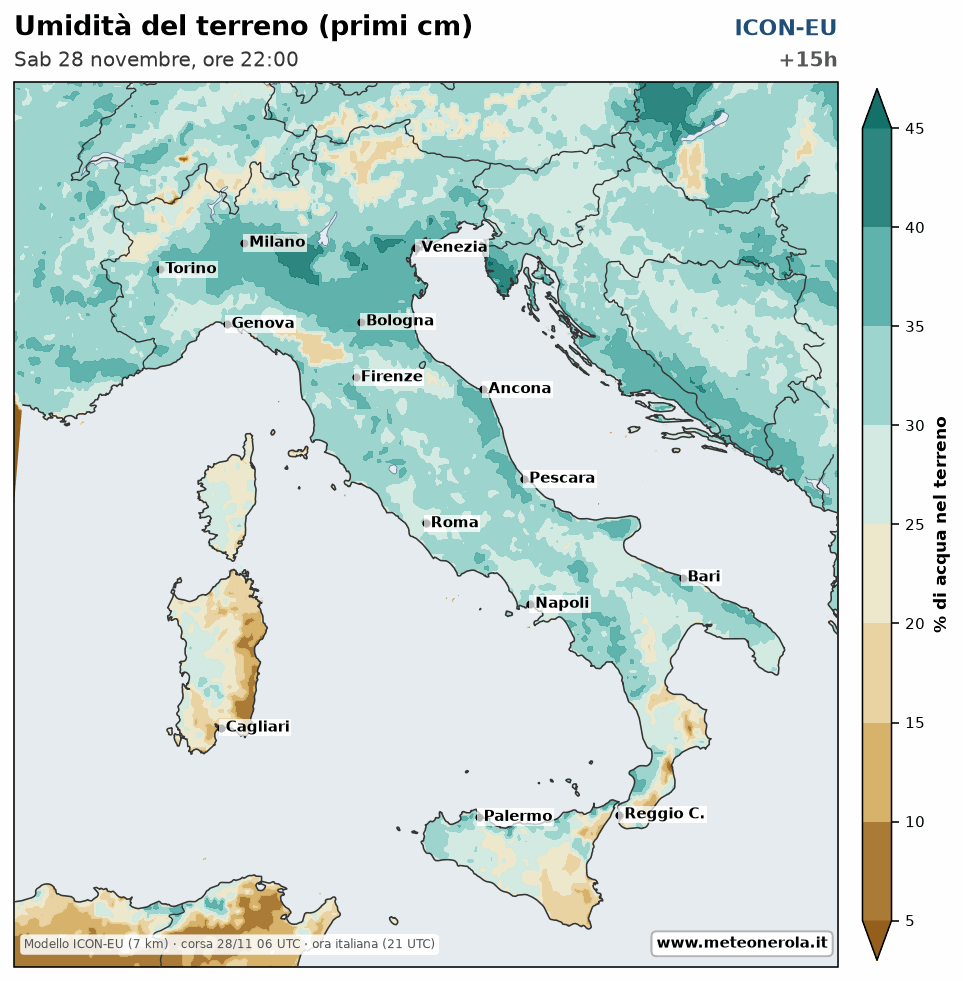 Umidità del terreno (primi cm)
ICON-EU
Sab 28 novembre, ore 22:00
+15h
Milano
Venezia
Torino
Genova
Bologna
Firenze
Ancona
Pescara
Roma
Bari
Napoli
Cagliari
Palermo
Reggio C.
45
40
35
30
25
20
15
10
5
% di acqua nel terreno
Modello ICON-EU (7 km) · corsa 28/11 06 UTC · ora italiana (21 UTC)
www.meteonerola.it